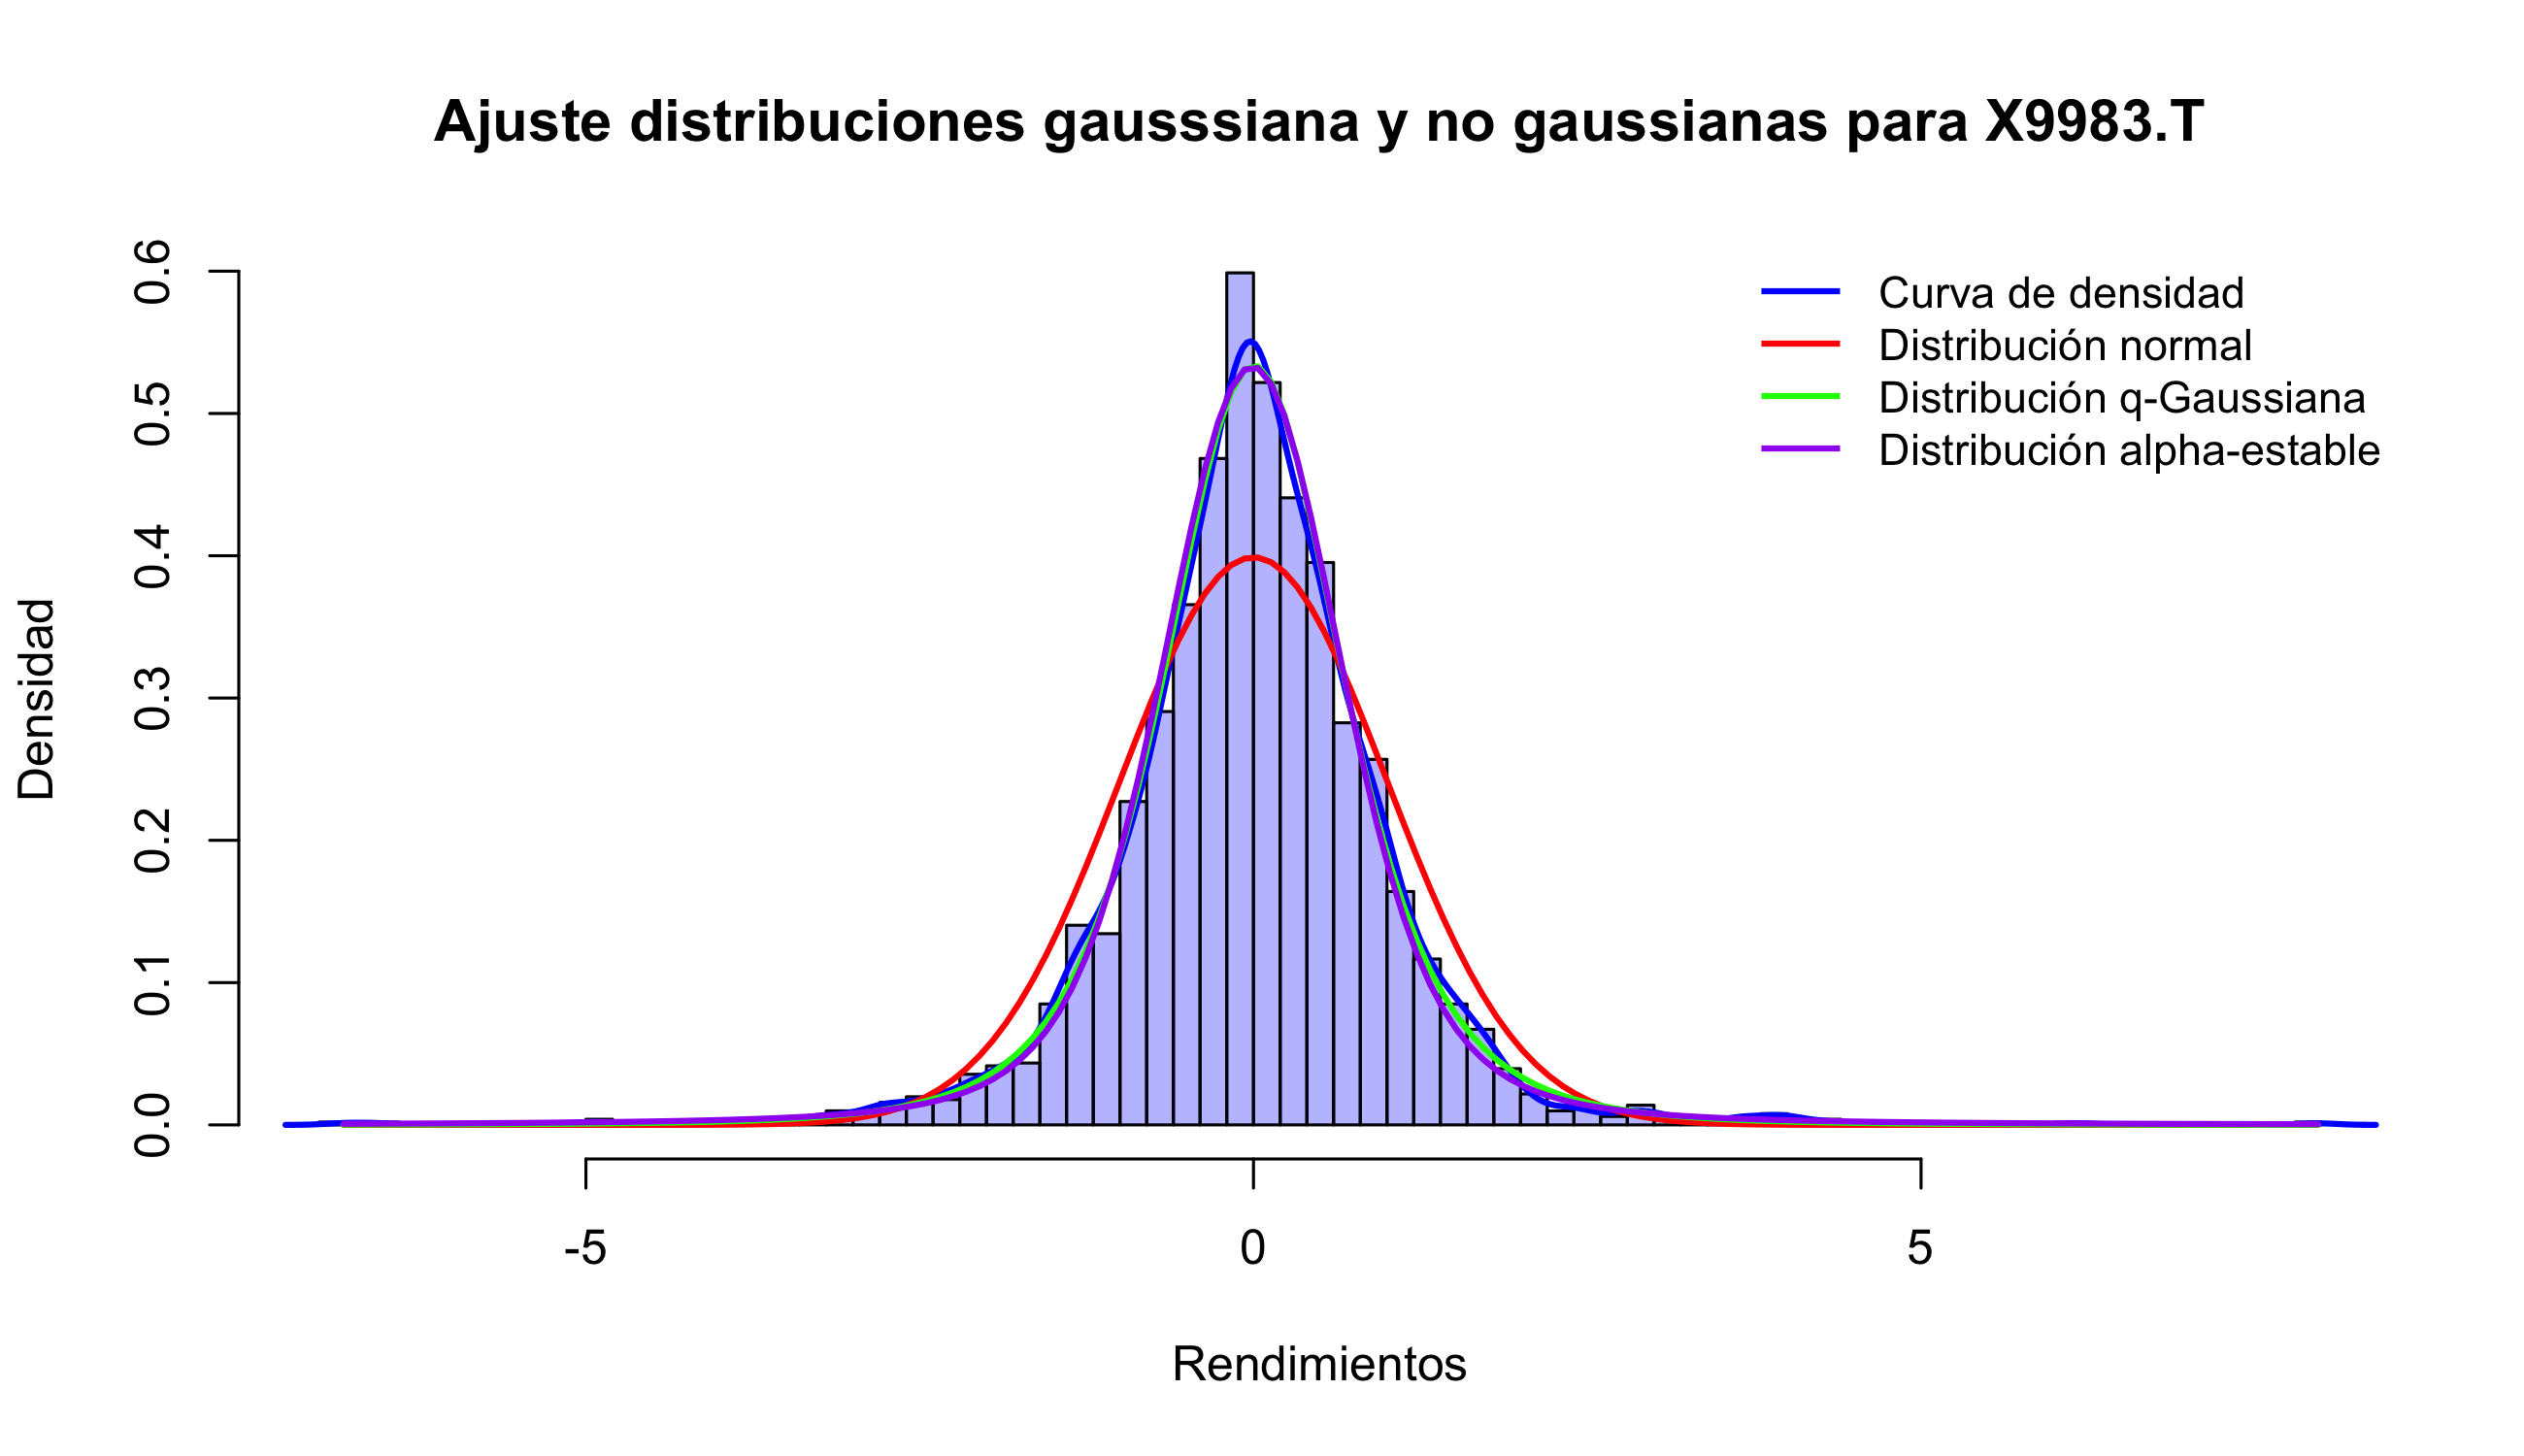 Ajuste distribuciones gausssiana y no gaussianas para X9983.T
Curva de densidad
Distribución normal
Distribución q-Gaussiana
Distribución alpha-estable
Densidad
0.6
0.5
0.4
0.3
0.2
0.1
0.0
-5 0 5
Rendimientos